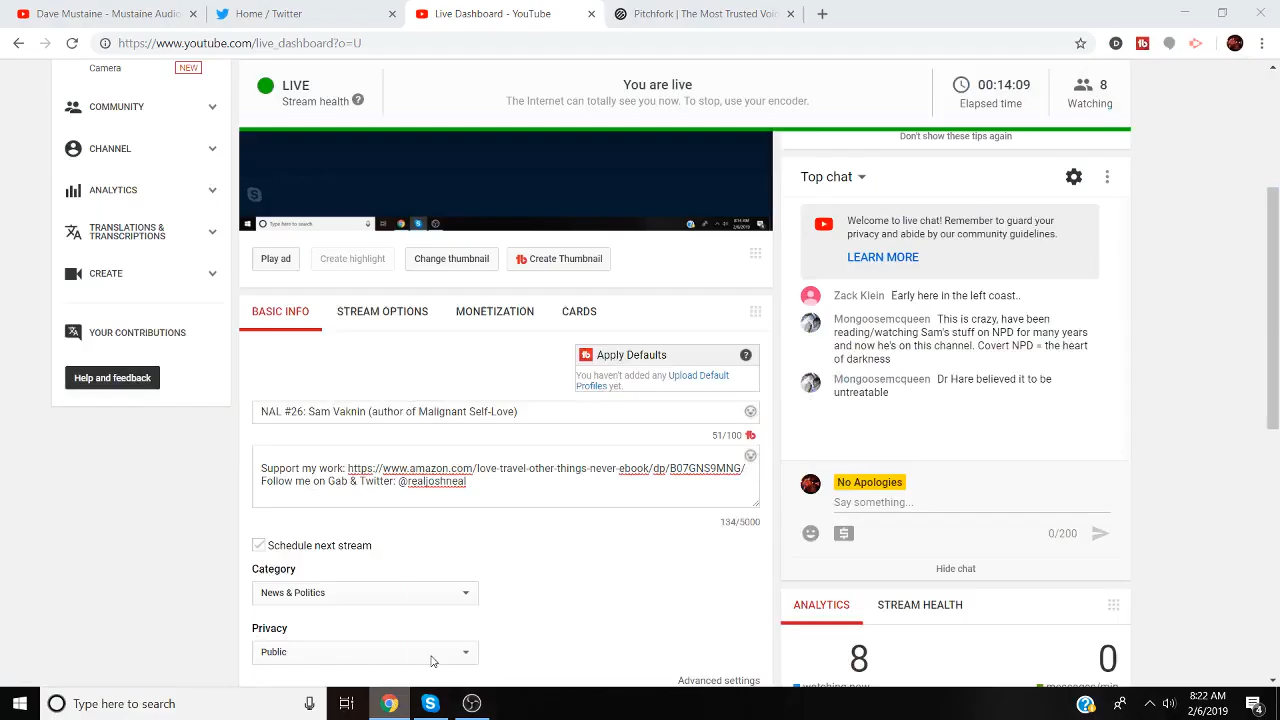 Dave Mustaine - Mustaine Audio
Home / Twitter
Live Dashboard - YouTube
Pitchfork | The Most Trusted Voi
https://www.youtube.com/live_dashboard?o=U
Camera
NEW
COMMUNITY
CHANNEL
ANALYTICS
TRANSLATIONS &
TRANSCRIPTIONS
CREATE
YOUR CONTRIBUTIONS
Help and feedback
LIVE
Stream health
You are live
The Internet can totally see you now. To stop, use your encoder.
00:14:09
Elapsed time
8
Watching
Type here to search
Play ad
Create highlight
Change thumbnail
Create Thumbnail
BASIC INFO
STREAM OPTIONS
MONETIZATION
CARDS
Apply Defaults
You haven't added any Upload Default
Profiles yet.
NAL #26: Sam Vaknin (author of Malignant Self-Love)
51/100
Support my work: https://www.amazon.com/love-travel-other-things-never-ebook/dp/B07GNS9MNG/
Follow me on Gab & Twitter: @realjoshneal
134/5000
Schedule next stream
Category
News & Politics
Privacy
Public
Advanced settings
Don't show these tips again
Top chat
Welcome to live chat! Remember to guard your
privacy and abide by our community guidelines.
LEARN MORE
Zack Klein Early here in the left coast..
Mongoosemcqueen This is crazy, have been
reading/watching Sam's stuff on NPD for many years
and now he's on this channel. Covert NPD = the heart
of darkness
Mongoosemcqueen Dr Hare believed it to be
untreatable
No Apologies
Say something...
0/200
Hide chat
ANALYTICS
STREAM HEALTH
8
0
watching now
messages/min
Type here to search
8:22 AM
2/6/2019
4